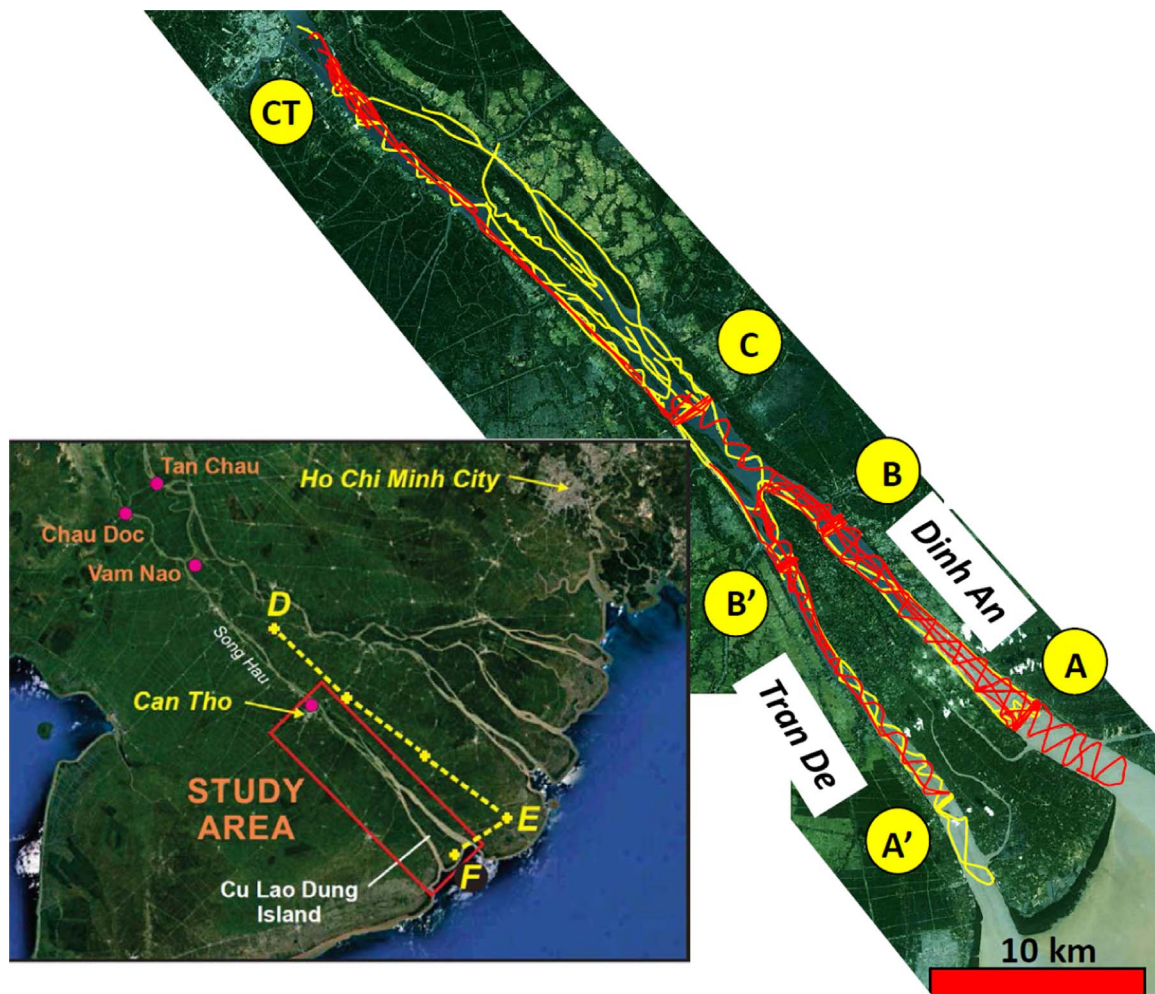 CT
C
B
Dinh An
B’
A
Tran De
A’
10 km
Tan Chau
Ho Chi Minh City
Chau Doc
Vam Nao
D
Song Hau
Can Tho
STUDY
AREA
E
F
Cu Lao Dung
Island